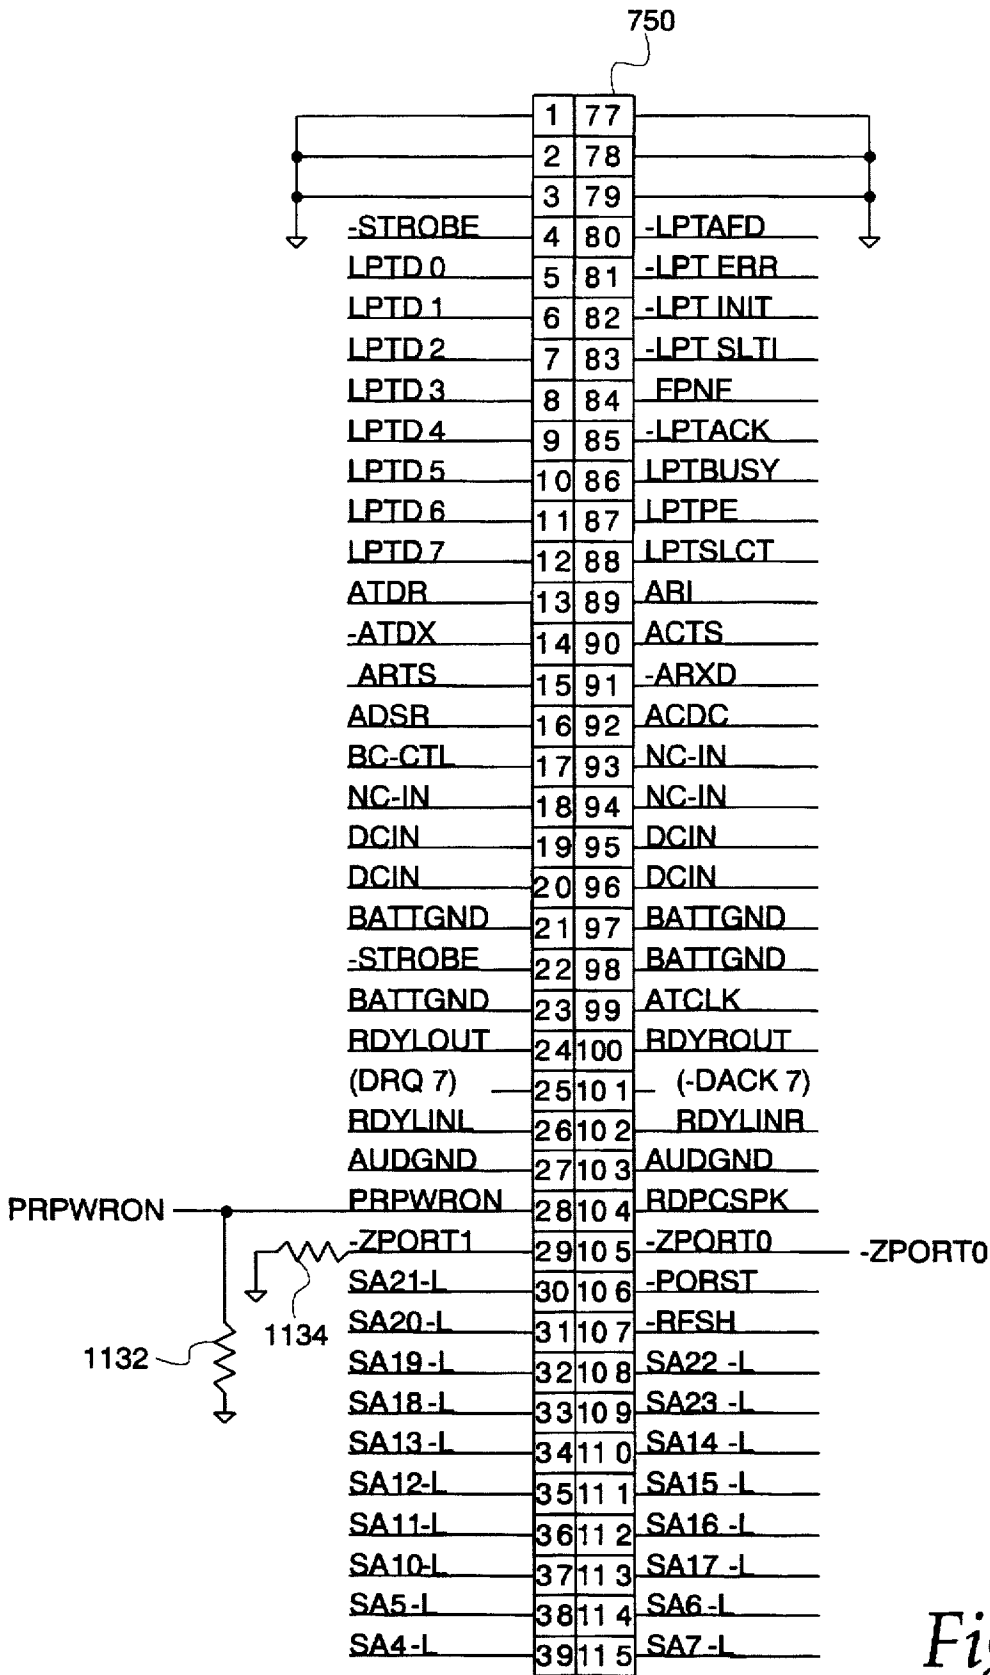 750
1 77
2 78
3 79
-STROBE 4 80 -LPTAFD
LPTD 0 5 81 -LPT ERR
LPTD 1 6 82 -LPT INIT
LPTD 2 7 83 -LPT SLTI
LPTD 3 8 84 FPNF
LPTD 4 9 85 -LPTACK
LPTD 5 10 86 LPTBUSY
LPTD 6 11 87 LPTPE
LPTD 7 12 88 LPTSLCT
ATDR 13 89 ARI
-ATDX 14 90 ACTS
ARTS 15 91 -ARXD
ADSR 16 92 ACDC
BC-CTL 17 93 NC-IN
NC-IN 18 94 NC-IN
DCIN 19 95 DCIN
DCIN 20 96 DCIN
BATTGND 21 97 BATTGND
-STROBE 22 98 BATTGND
BATTGND 23 99 ATCLK
RDYLOUT 24 100 RDYROUT
(DRQ 7) 25 101 (-DACK 7)
RDYLINL 26 102 RDYLINR
AUDGND 27 103 AUDGND
PRPWRON PRPWRON 28 104 RDPCSPK
-ZPORT1 29 105 -ZPORT0 -ZPORT0
SA21-L 30 106 -PORST
1134
SA20-L 31 107 -RFSH
1132
SA19-L 32 108 SA22-L
SA18-L 33 109 SA23-L
SA13-L 34 110 SA14-L
SA12-L 35 111 SA15-L
SA11-L 36 112 SA16-L
SA10-L 37 113 SA17-L
SA5-L 38 114 SA6-L
SA4-L 39 115 SA7-L